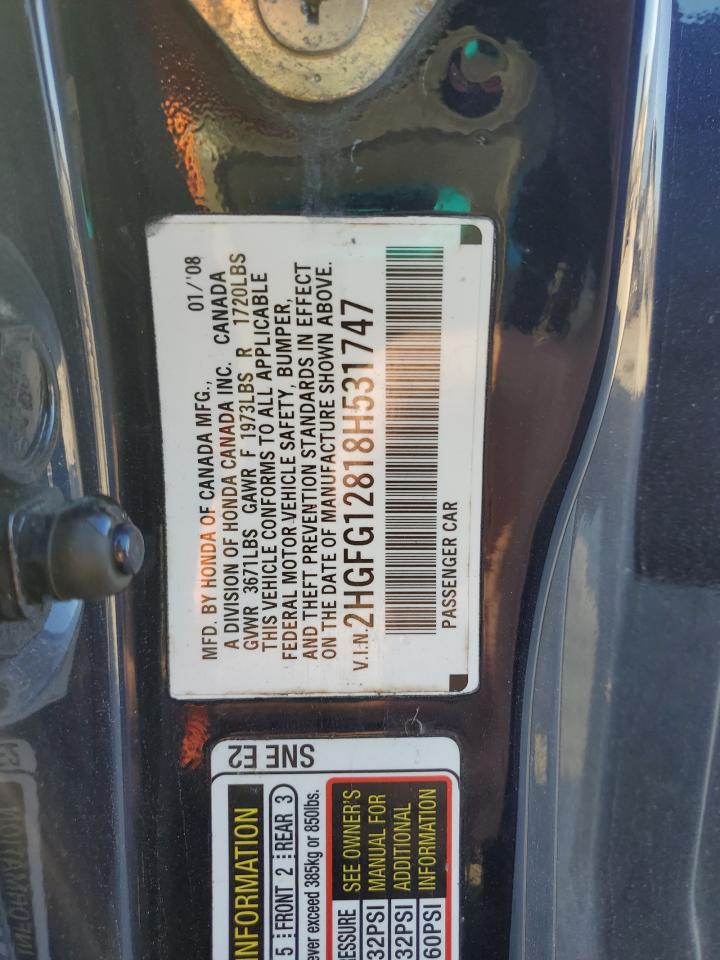 MFD. BY HONDA OF CANADA MFG., 01/'08
A DIVISION OF HONDA CANADA INC. CANADA
GVWR 3671LBS GAWR F 1973LBS R 1720LBS
THIS VEHICLE CONFORMS TO ALL APPLICABLE
FEDERAL MOTOR VEHICLE SAFETY, BUMPER,
AND THEFT PREVENTION STANDARDS IN EFFECT
ON THE DATE OF MANUFACTURE SHOWN ABOVE.
V.I.N. 2HGFG12818H531747
PASSENGER CAR
SNE E2
INFORMATION
5 FRONT 2 REAR 3
ever exceed 385kg or 850lbs.
ESSURE
32PSI
32PSI
60PSI
SEE OWNER'S
MANUAL FOR
ADDITIONAL
INFORMATION